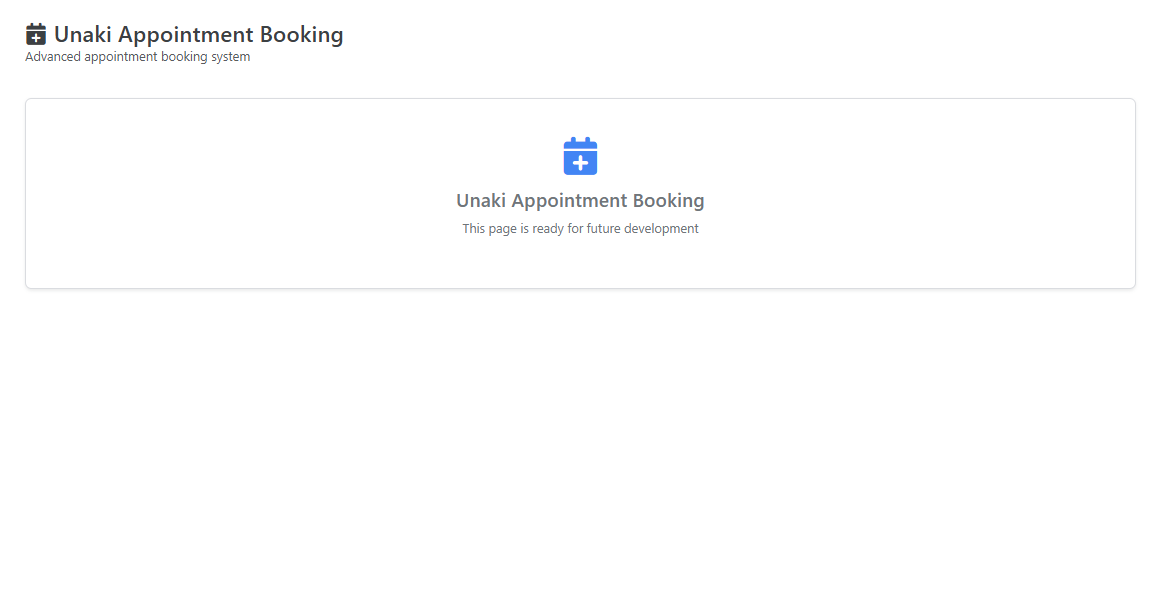 Unaki Appointment Booking
Advanced appointment booking system
Unaki Appointment Booking
This page is ready for future development